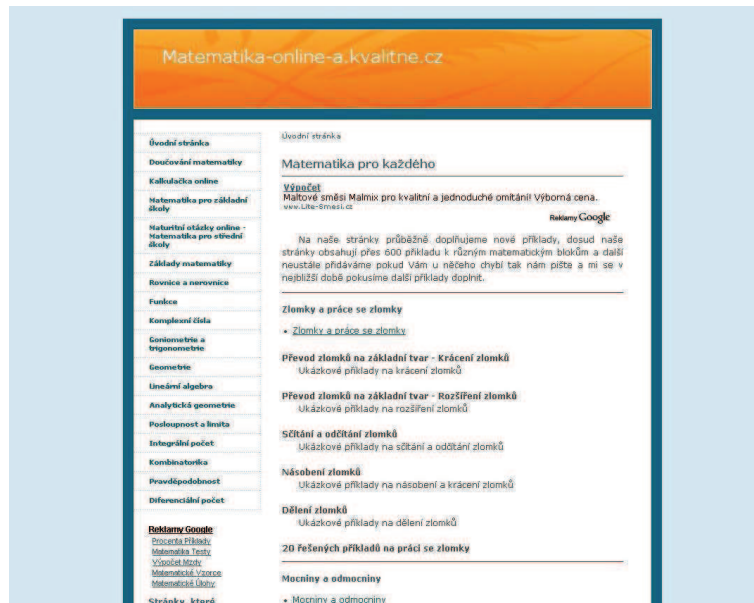 Matematika-online-a.kvalitne.cz
Úvodní stránka
Doučování matematiky
Kalkulačka online
Matematika pro základní
školy
Maturitní otázky online -
Matematika pro střední
školy
Základy matematiky
Rovnice a nerovnice
Funkce
Komplexní čísla
Goniometrie a
trigonometrie
Geometrie
Lineární algebra
Analytická geometrie
Posloupnost a limita
Integrální počet
Kombinatorika
Pravděpodobnost
Diferenciální počet
Reklamy Google
Procenta Příklady
Matematika Testy
Výpočet Mzdy
Matematické Vzorce
Matematické Úlohy
Stránky, které
Úvodní stránka
Matematika pro každého
Výpočet
Maltové směsi Malmix pro kvalitní a jednoduché omítání! Výborná cena.
www.Lite-Smesi.cz
Reklamy Google
Na naše stránky průběžně doplňujeme nové příklady, dosud naše
stránky obsahují přes 600 příkladu k různým matematickým blokům a další
neustále přidáváme pokud Vám u něčeho chybí tak nám pište a mi se v
nejbližší době pokusíme další příklady doplnit.
Zlomky a práce se zlomky
• Zlomky a práce se zlomky
Převod zlomků na základní tvar - Krácení zlomků
Ukázkové příklady na krácení zlomků
Převod zlomků na základní tvar - Rozšíření zlomků
Ukázkové příklady na rozšíření zlomků
Sčítání a odčítání zlomků
Ukázkové příklady na sčítání a odčítání zlomků
Násobení zlomků
Ukázkové příklady na násobení a krácení zlomků
Dělení zlomků
Ukázkové příklady na dělení zlomků
20 řešených příkladů na práci se zlomky
Mocniny a odmocniny
• Mocniny a odmocniny